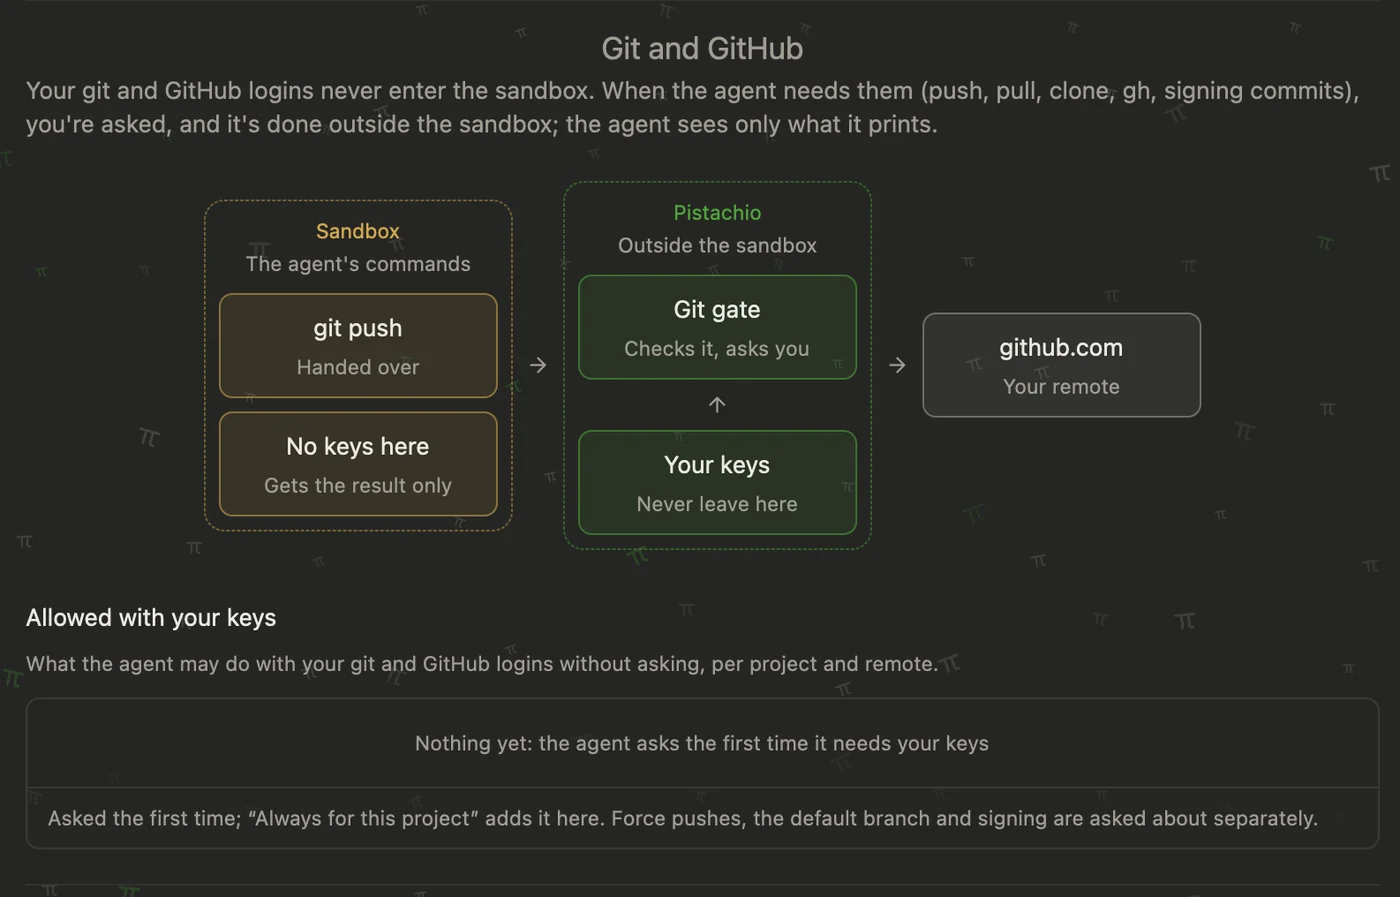 Git and GitHub
Your git and GitHub logins never enter the sandbox. When the agent needs them (push, pull, clone, gh, signing commits),
you're asked, and it's done outside the sandbox; the agent sees only what it prints.
Sandbox
The agent's commands
git push
Handed over
No keys here
Gets the result only
→
Pistachio
Outside the sandbox
Git gate
Checks it, asks you
↑
Your keys
Never leave here
→
github.com
Your remote
Allowed with your keys
What the agent may do with your git and GitHub logins without asking, per project and remote.
Nothing yet: the agent asks the first time it needs your keys
Asked the first time; “Always for this project” adds it here. Force pushes, the default branch and signing are asked about separately.